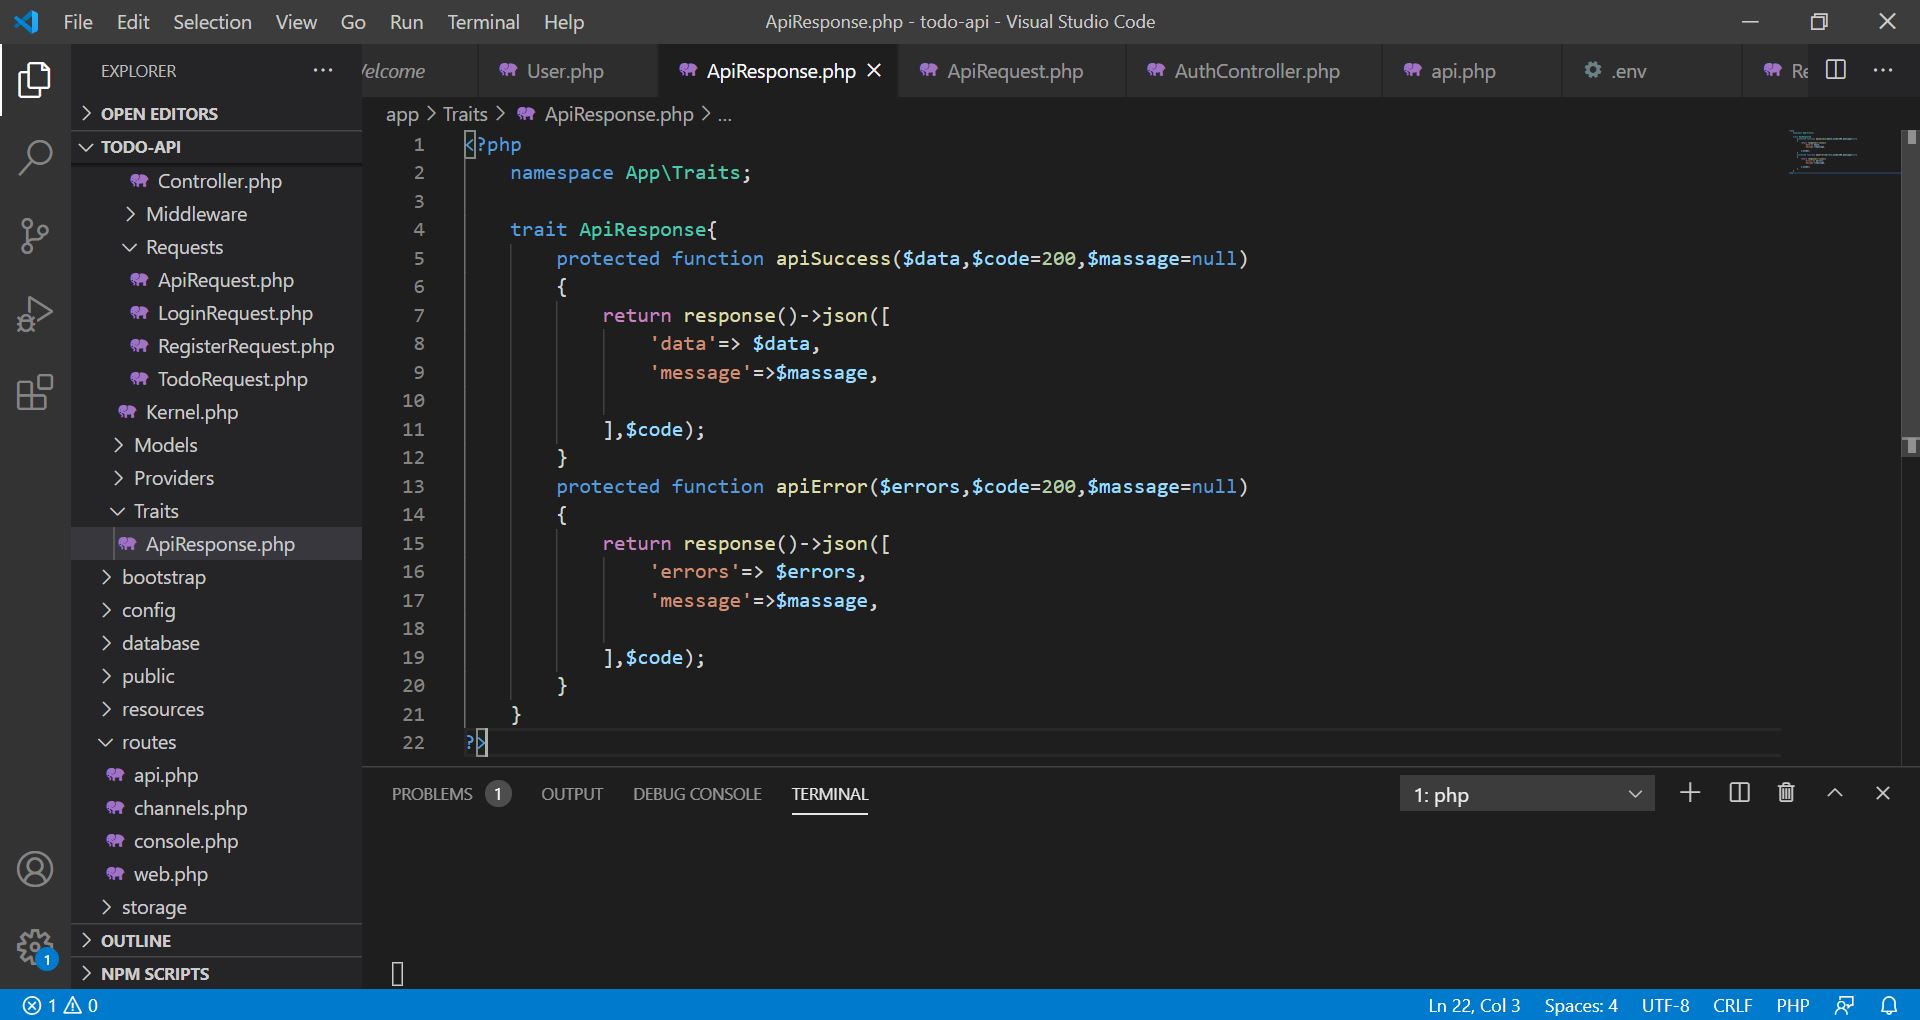 File Edit Selection View Go Run Terminal Help
ApiResponse.php - todo-api - Visual Studio Code
EXPLORER
OPEN EDITORS
TODO-API
Controller.php
Middleware
Requests
ApiRequest.php
LoginRequest.php
RegisterRequest.php
TodoRequest.php
Kernel.php
Models
Providers
Traits
ApiResponse.php
bootstrap
config
database
public
resources
routes
api.php
channels.php
console.php
web.php
storage
OUTLINE
NPM SCRIPTS
1
elcome User.php ApiResponse.php ApiRequest.php AuthController.php api.php .env Re
app > Traits > ApiResponse.php > ...
1 <?php
2 namespace App\Traits;
3
4 trait ApiResponse{
5 protected function apiSuccess($data,$code=200,$massage=null)
6 {
7 return response()->json([
8 'data'=> $data,
9 'message'=>$massage,
10
11 ],$code);
12 }
13 protected function apiError($errors,$code=200,$massage=null)
14 {
15 return response()->json([
16 'errors'=> $errors,
17 'message'=>$massage,
18
19 ],$code);
20 }
21 }
22 ?>
PROBLEMS 1 OUTPUT DEBUG CONSOLE TERMINAL 1: php
1 0 Ln 22, Col 3 Spaces: 4 UTF-8 CRLF PHP